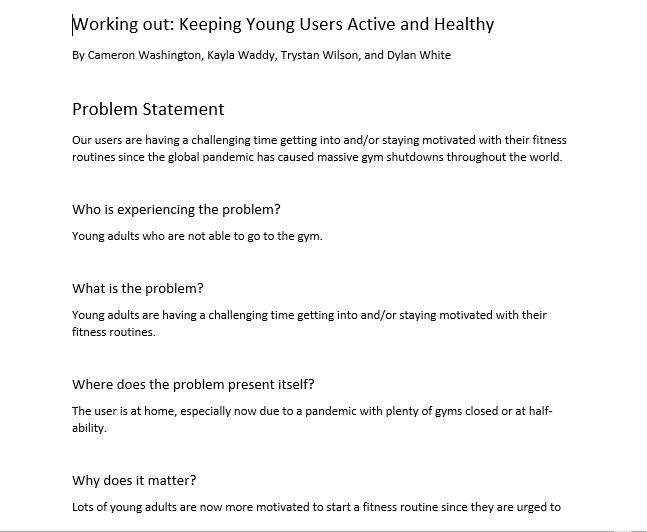 Working out: Keeping Young Users Active and Healthy
By Cameron Washington, Kayla Waddy, Trystan Wilson, and Dylan White
Problem Statement
Our users are having a challenging time getting into and/or staying motivated with their fitness
routines since the global pandemic has caused massive gym shutdowns throughout the world.
Who is experiencing the problem?
Young adults who are not able to go to the gym.
What is the problem?
Young adults are having a challenging time getting into and/or staying motivated with their
fitness routines.
Where does the problem present itself?
The user is at home, especially now due to a pandemic with plenty of gyms closed or at half-
ability.
Why does it matter?
Lots of young adults are now more motivated to start a fitness routine since they are urged to